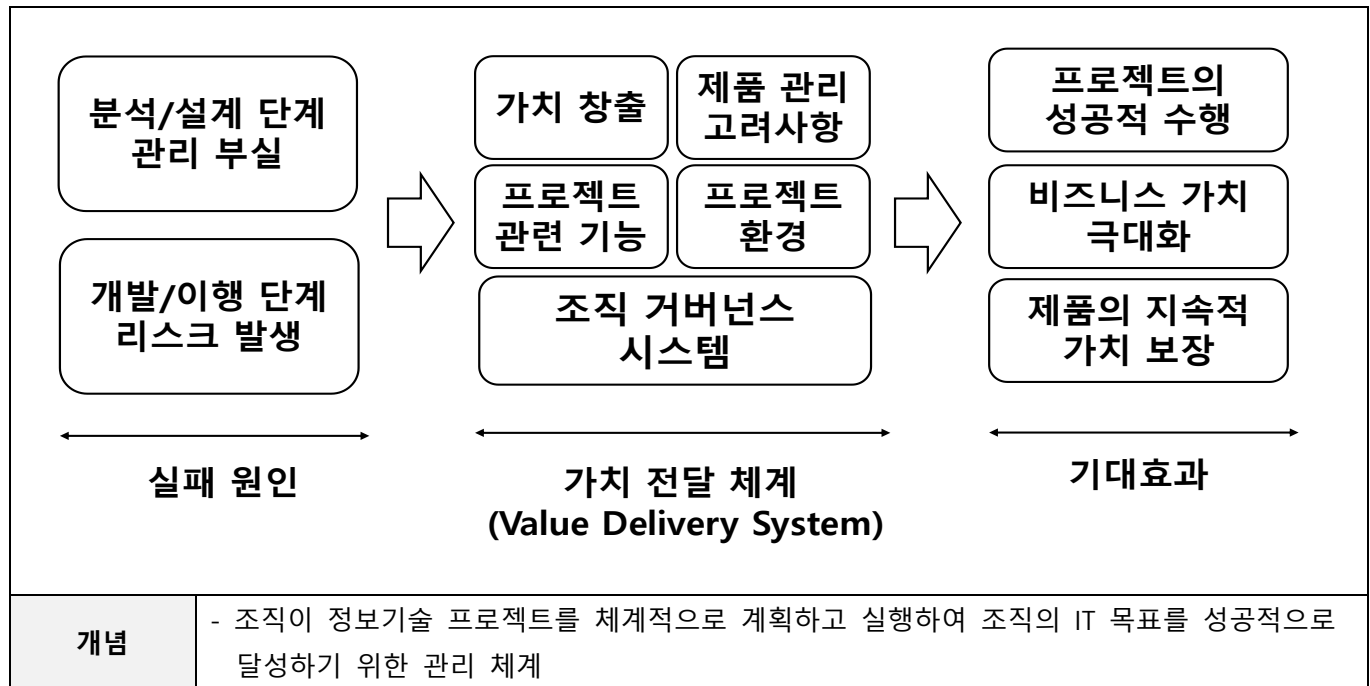 분석/설계 단계
관리 부실
개발/이행 단계
리스크 발생
실패 원인
가치 창출
제품 관리
고려사항
프로젝트
관련 기능
프로젝트
환경
조직 거버넌스
시스템
가치 전달 체계
(Value Delivery System)
프로젝트의
성공적 수행
비즈니스 가치
극대화
제품의 지속적
가치 보장
기대효과
개념
- 조직이 정보기술 프로젝트를 체계적으로 계획하고 실행하여 조직의 IT 목표를 성공적으로
달성하기 위한 관리 체계